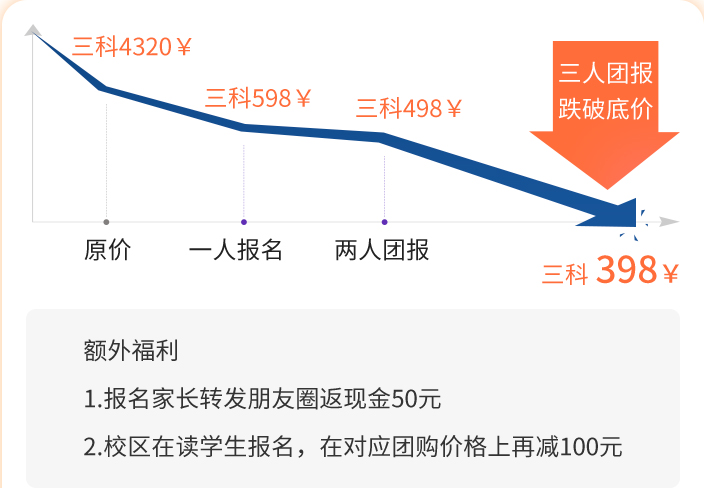 三科4320￥
三人团报
跌破底价
三科598￥
三科498￥
原价
一人报名
两人团报
三科 398￥
额外福利
1.报名家长转发朋友圈返现金50元
2.校区在读学生报名，在对应团购价格上再减100元